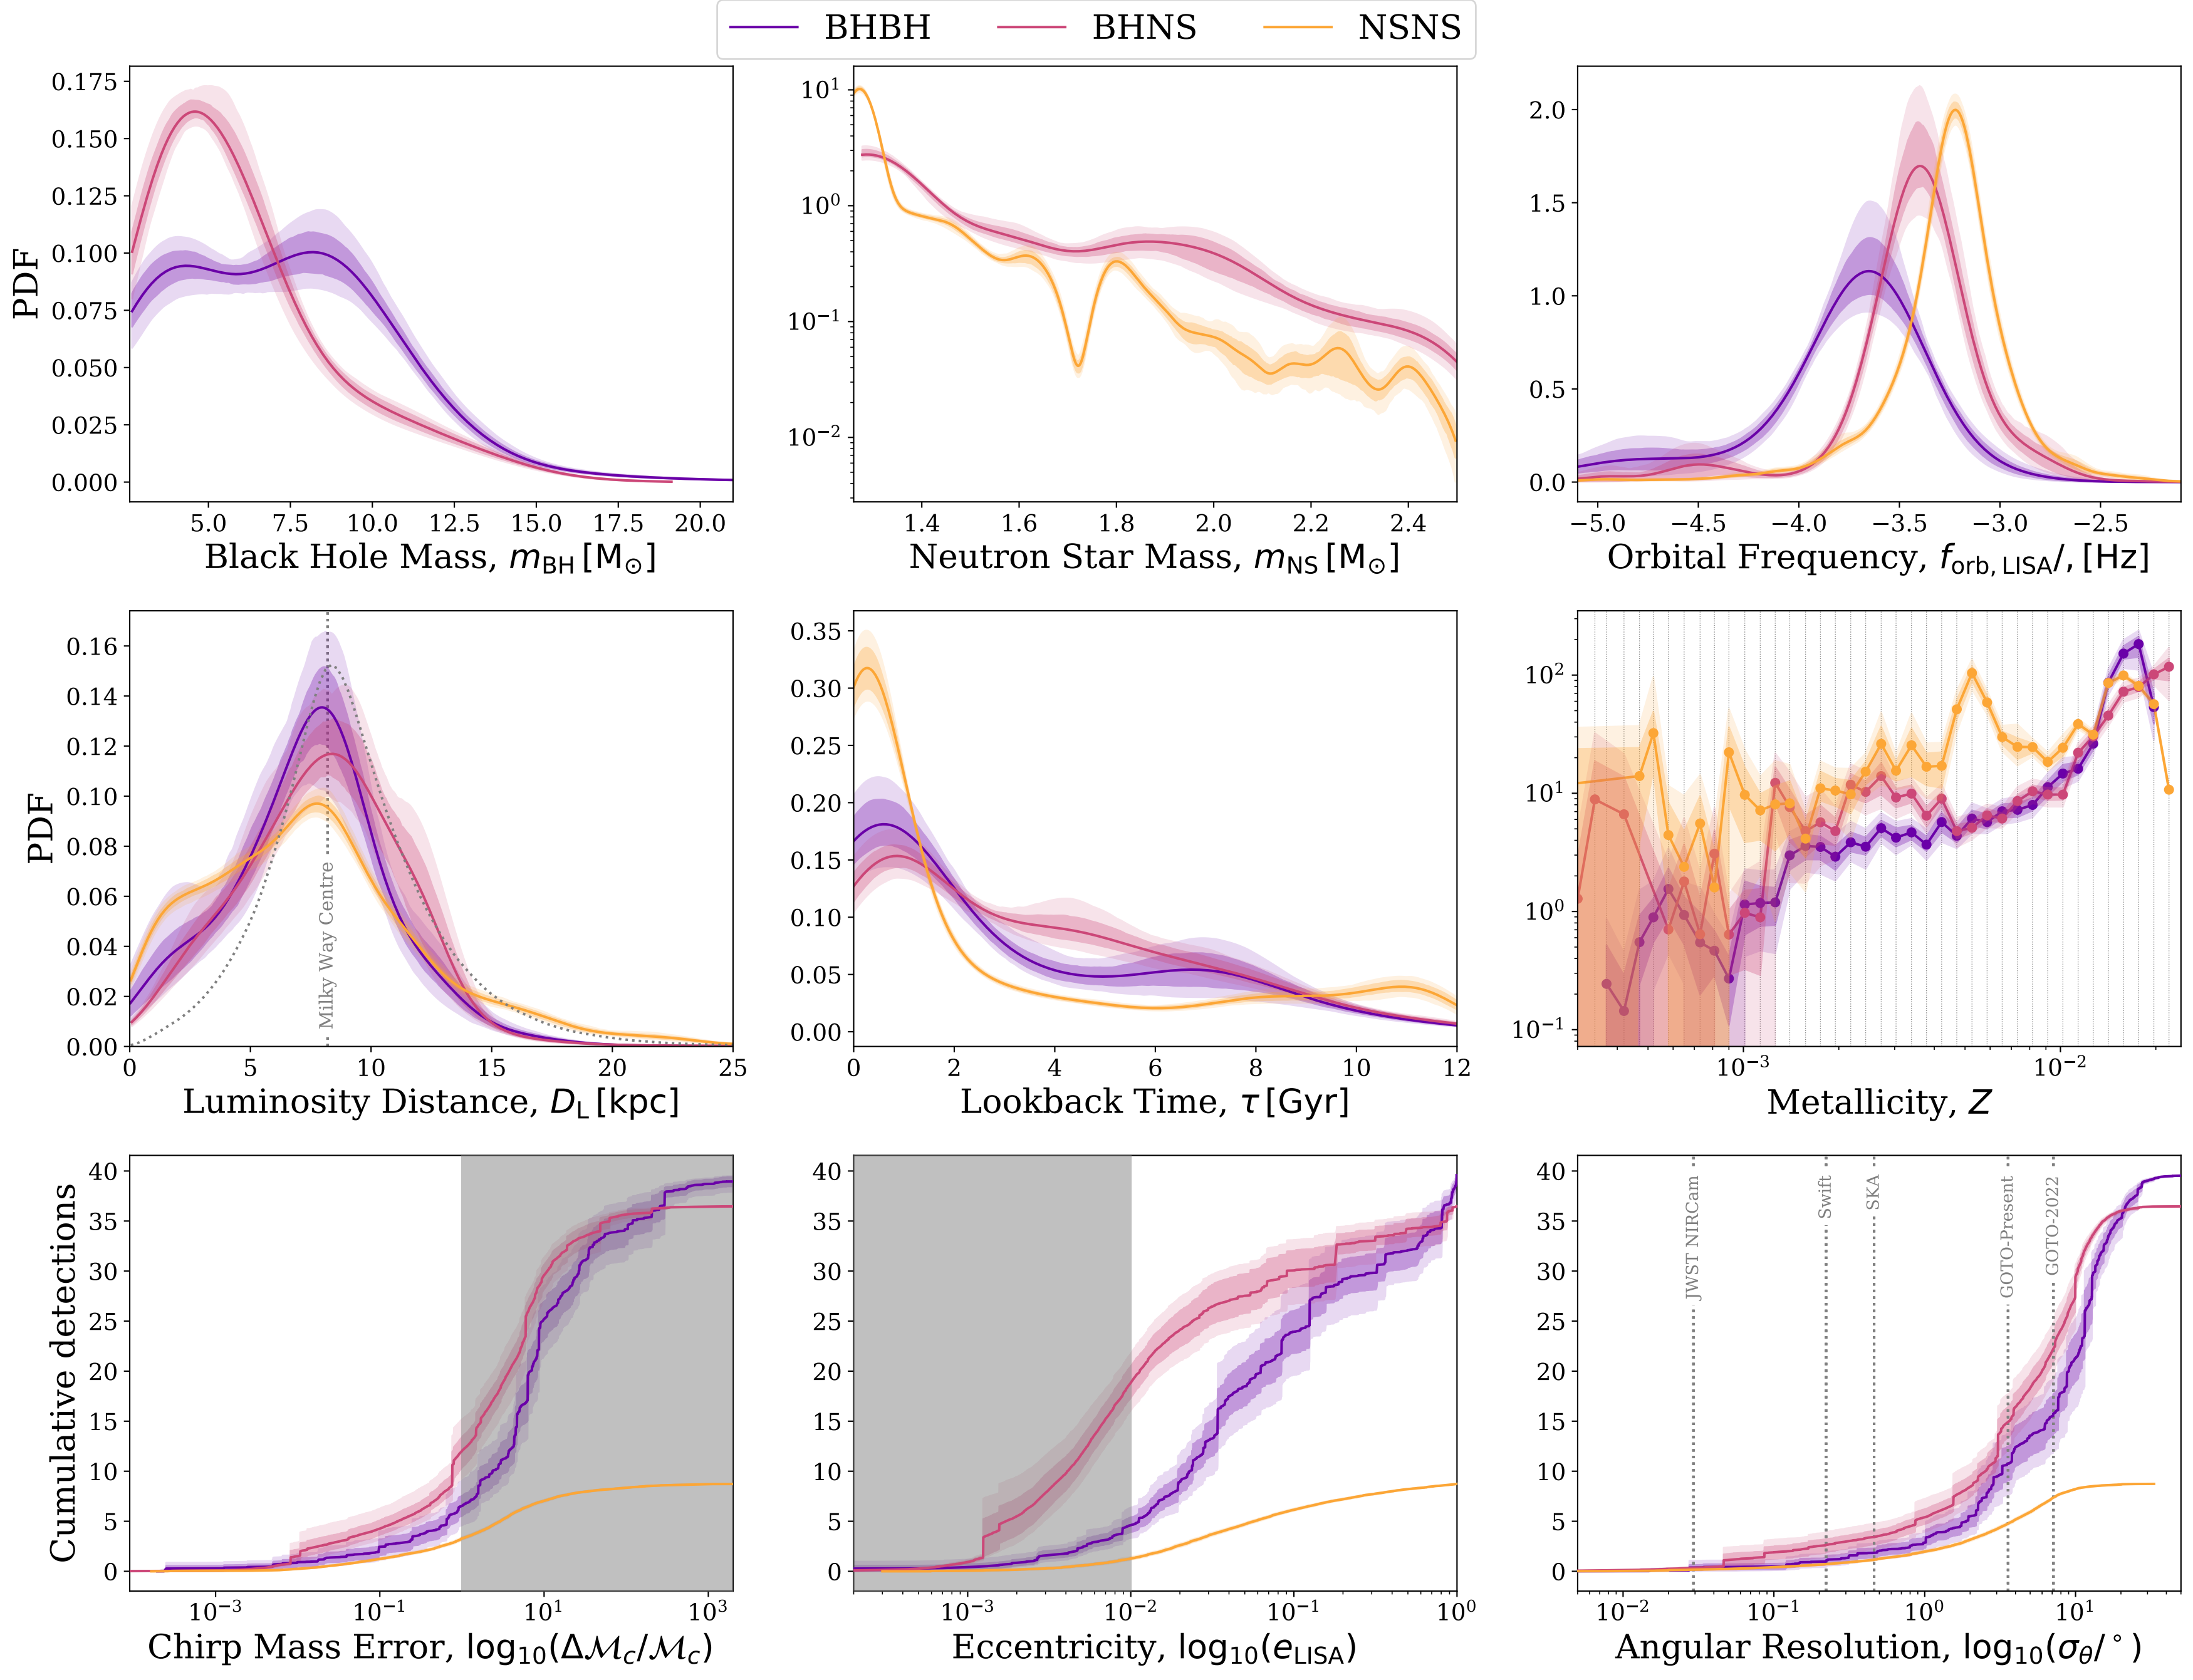 BHBH BHNS NSNS
PDF
0.175
0.150
0.125
0.100
0.075
0.050
0.025
0.000
5.0 7.5 10.0 12.5 15.0 17.5 20.0
Black Hole Mass, m_BH [M_⊙]
10^1
10^0
10^−1
10^−2
1.4 1.6 1.8 2.0 2.2 2.4
Neutron Star Mass, m_NS [M_⊙]
2.0
1.5
1.0
0.5
0.0
−5.0 −4.5 −4.0 −3.5 −3.0 −2.5
Orbital Frequency, f_orb, LISA/, [Hz]
PDF
0.16
0.14
0.12
0.10
0.08
0.06
0.04
0.02
0.00
Milky Way Centre
0 5 10 15 20 25
Luminosity Distance, D_L [kpc]
0.35
0.30
0.25
0.20
0.15
0.10
0.05
0.00
0 2 4 6 8 10 12
Lookback Time, τ [Gyr]
10^2
10^1
10^0
10^−1
10^−3 10^−2
Metallicity, Z
Cumulative detections
40
35
30
25
20
15
10
5
0
10^−3 10^−1 10^1 10^3
Chirp Mass Error, log_10(Δℳ_c/ℳ_c)
40
35
30
25
20
15
10
5
0
10^−3 10^−2 10^−1 10^0
Eccentricity, log_10(e_LISA)
40
35
30
25
20
15
10
5
0
JWST NIRCam
Swift
SKA
GOTO-Present
GOTO-2022
10^−2 10^−1 10^0 10^1
Angular Resolution, log_10(σ_θ/°)